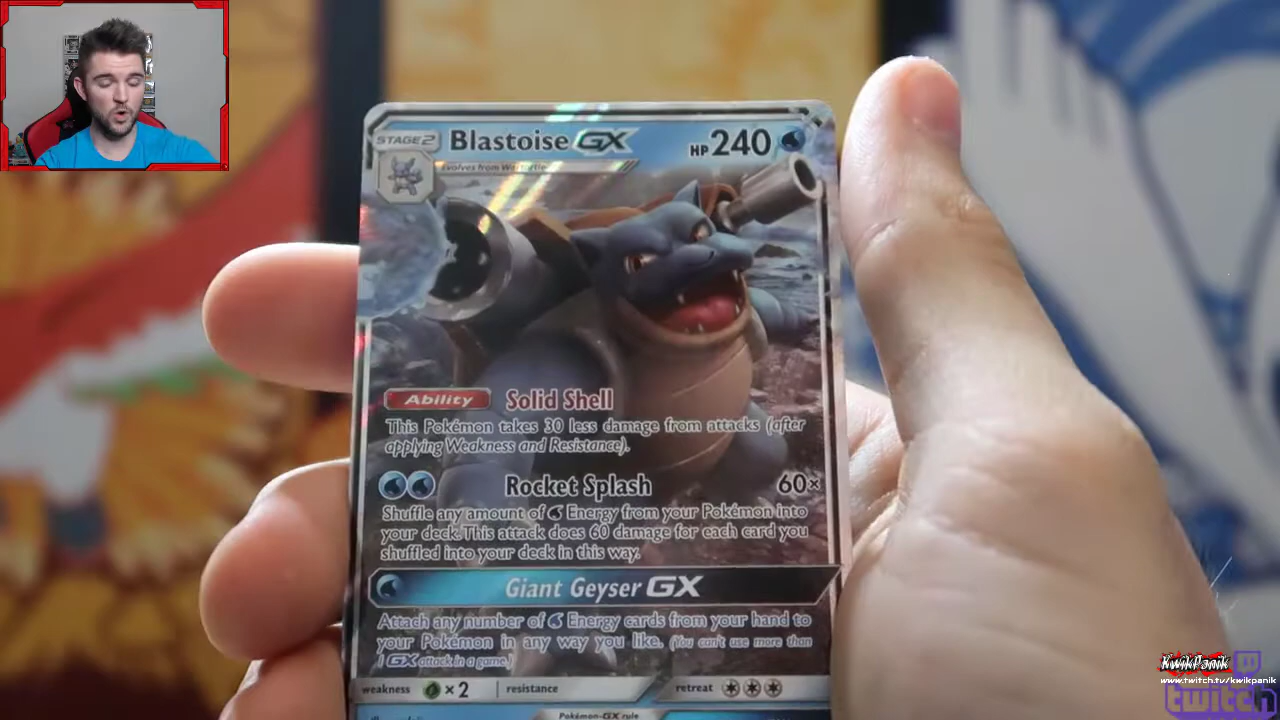 STAGE2 Blastoise GX HP 240
Evolves from Wartortle
Ability Solid Shell
This Pokémon takes 30 less damage from attacks (after
applying Weakness and Resistance).
Rocket Splash 60×
Shuffle any amount of Energy from your Pokémon into
your deck. This attack does 60 damage for each card you
shuffled into your deck in this way.
Giant Geyser GX
Attach any number of Energy cards from your hand to
your Pokémon in any way you like. (You can't use more than
1 GX attack in a game.)
weakness ×2 resistance retreat
Pokémon-GX rule
KwikPanik
www.twitch.tv/kwikpanik
twitch